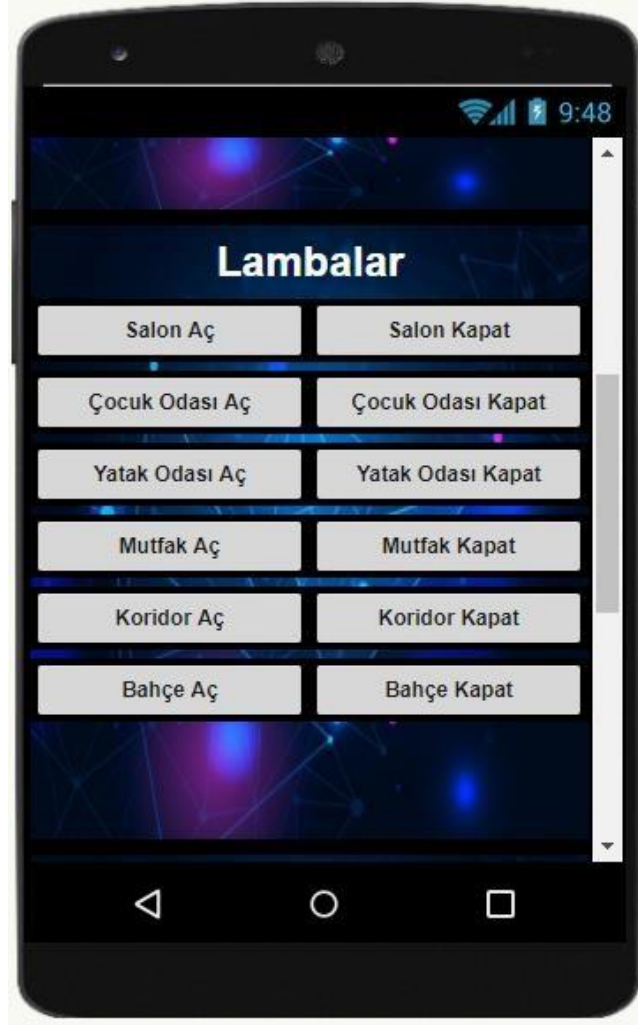 9:48
Lambalar
Salon Aç Salon Kapat
Çocuk Odası Aç Çocuk Odası Kapat
Yatak Odası Aç Yatak Odası Kapat
Mutfak Aç Mutfak Kapat
Koridor Aç Koridor Kapat
Bahçe Aç Bahçe Kapat